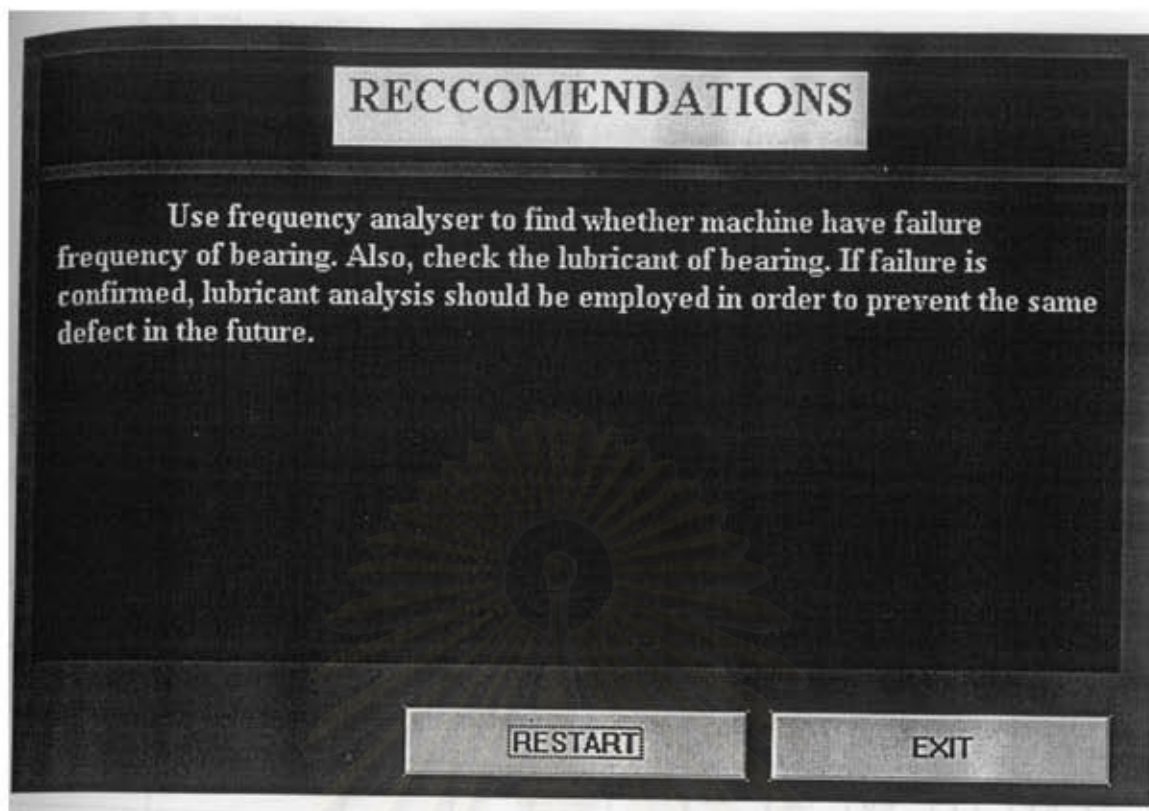 RECCOMENDATIONS
Use frequency analyser to find whether machine have failure
frequency of bearing. Also, check the lubricant of bearing. If failure is
confirmed, lubricant analysis should be employed in order to prevent the same
defect in the future.
RESTART
EXIT